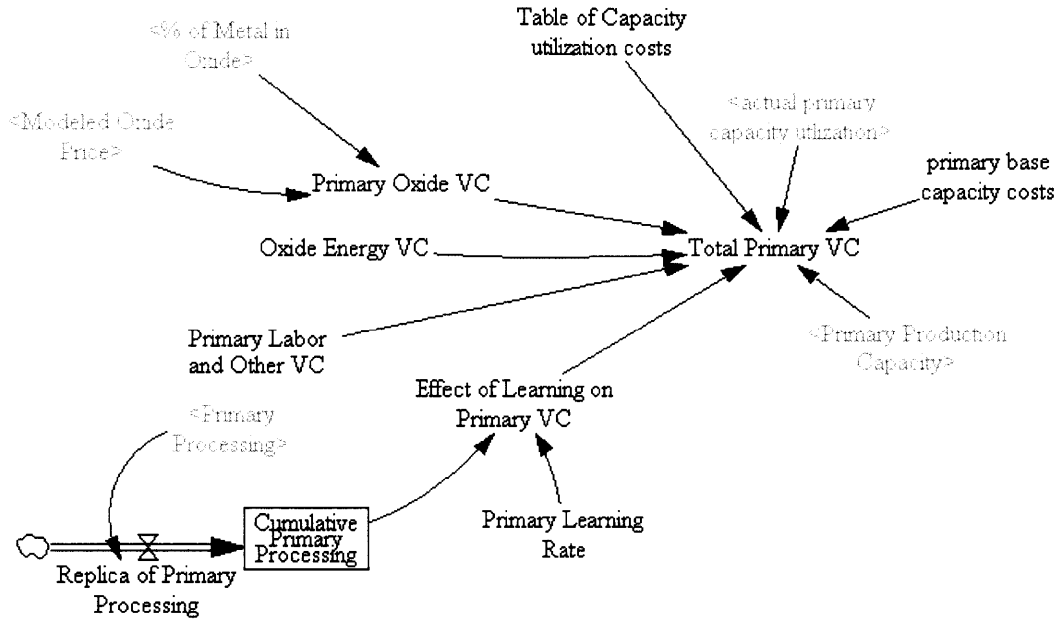 <% of Metal in
Oxide>
Table of Capacity
utilization costs
<Modeled Oxide
Price>
<actual primary
capacity utilization>
Primary Oxide VC
primary base
capacity costs
Oxide Energy VC
Total Primary VC
Primary Labor
and Other VC
<Primary Production
Capacity>
Effect of Learning on
Primary VC
<Primary
Processing>
Cumulative
Primary
Processing
Primary Learning
Rate
Replica of Primary
Processing